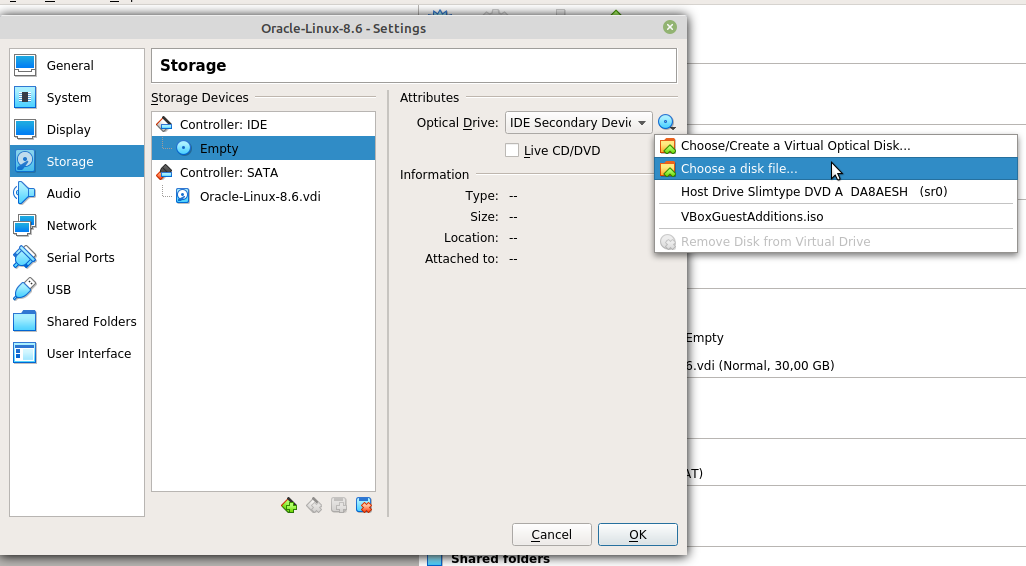 Oracle-Linux-8.6 - Settings
General
System
Display
Storage
Audio
Network
Serial Ports
USB
Shared Folders
User Interface
Storage
Storage Devices
Controller: IDE
Empty
Controller: SATA
Oracle-Linux-8.6.vdi
Attributes
Optical Drive: IDE Secondary Devic
Live CD/DVD
Information
Type: --
Size: --
Location: --
Attached to: --
Choose/Create a Virtual Optical Disk...
Choose a disk file...
Host Drive Slimtype DVD A  DA8AESH   (sr0)
VBoxGuestAdditions.iso
Remove Disk from Virtual Drive
Empty
6.vdi (Normal, 30,00 GB)
AT)
Cancel
OK
Shared folders